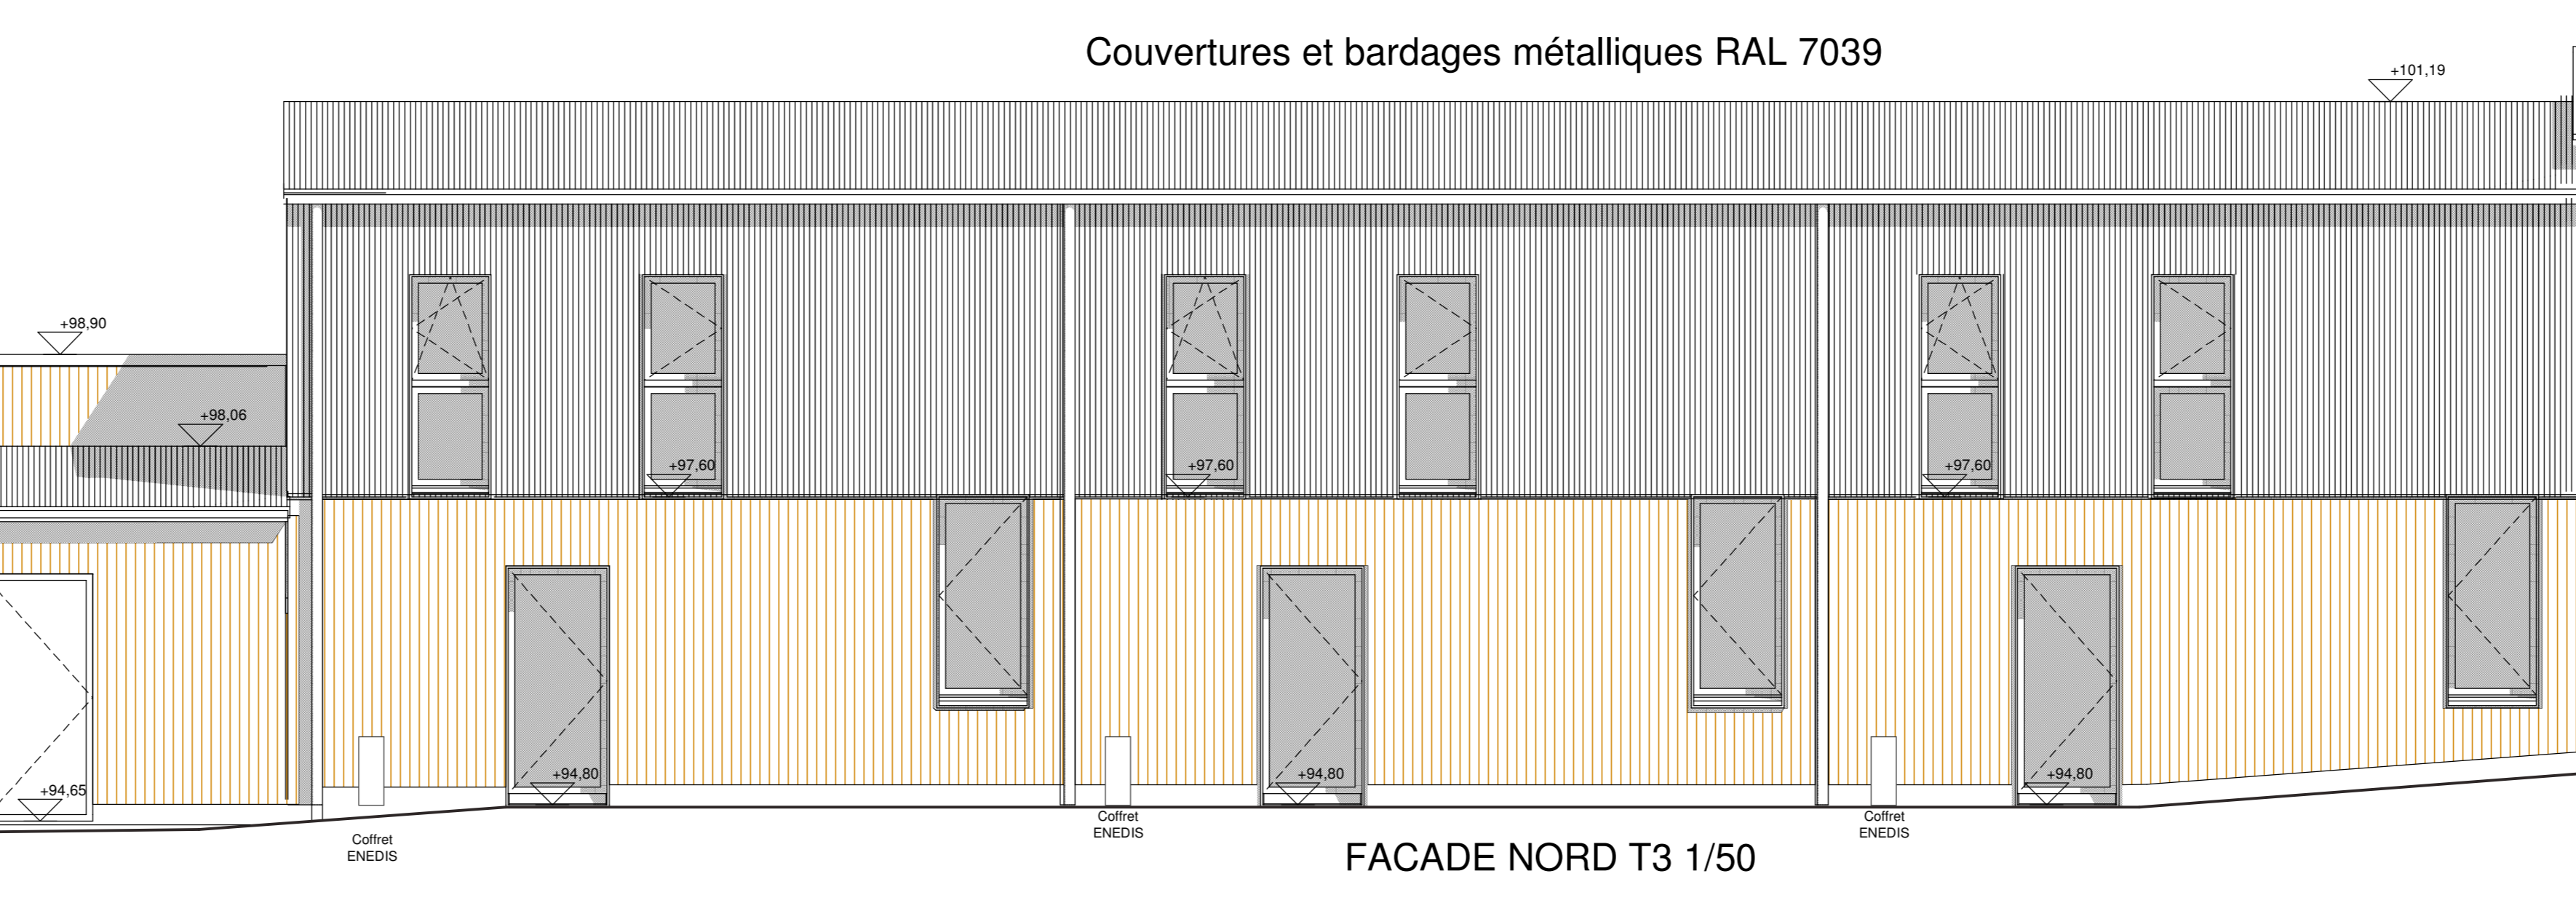 Couvertures et bardages métalliques RAL 7039
+101,19
+98,90
+98,06
+97,60
+97,60
+97,60
+94,65
+94,80
+94,80
+94,80
Coffret
ENEDIS
Coffret
ENEDIS
Coffret
ENEDIS
FACADE NORD T3 1/50